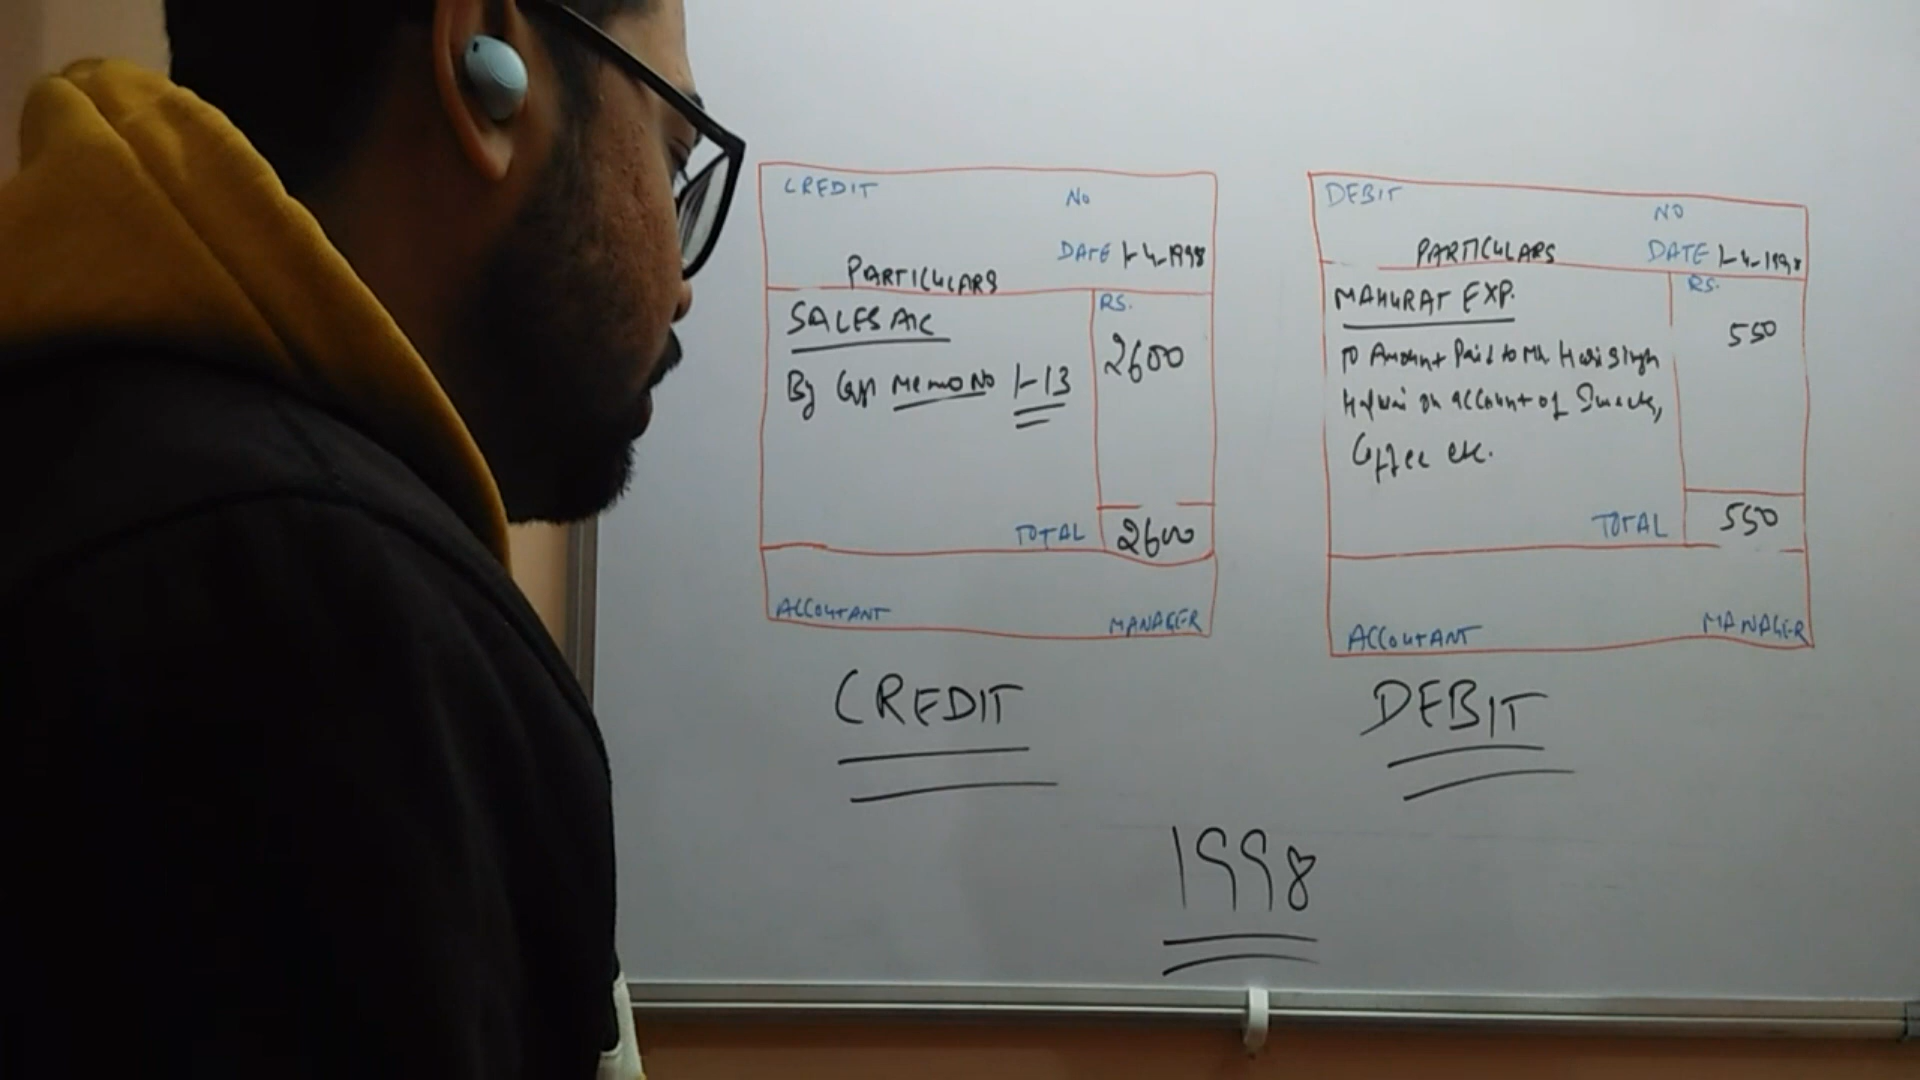 CREDIT
No
DATE 1-4-1998
PARTICULARS
RS.
SALES A/C
2600
By Cash Memo No 1-13
TOTAL 2600
ACCOUTANT MANAGER
CREDIT
DEBIT
NO
DATE 1-4-1998
PARTICULARS
RS.
MAHURAT EXP.
550
TO Amount Paid to Mr Hari Singh
Halwai on account of Snacks,
Coffee etc.
TOTAL 550
ACCOUTANT MANAGER
DEBIT
1998